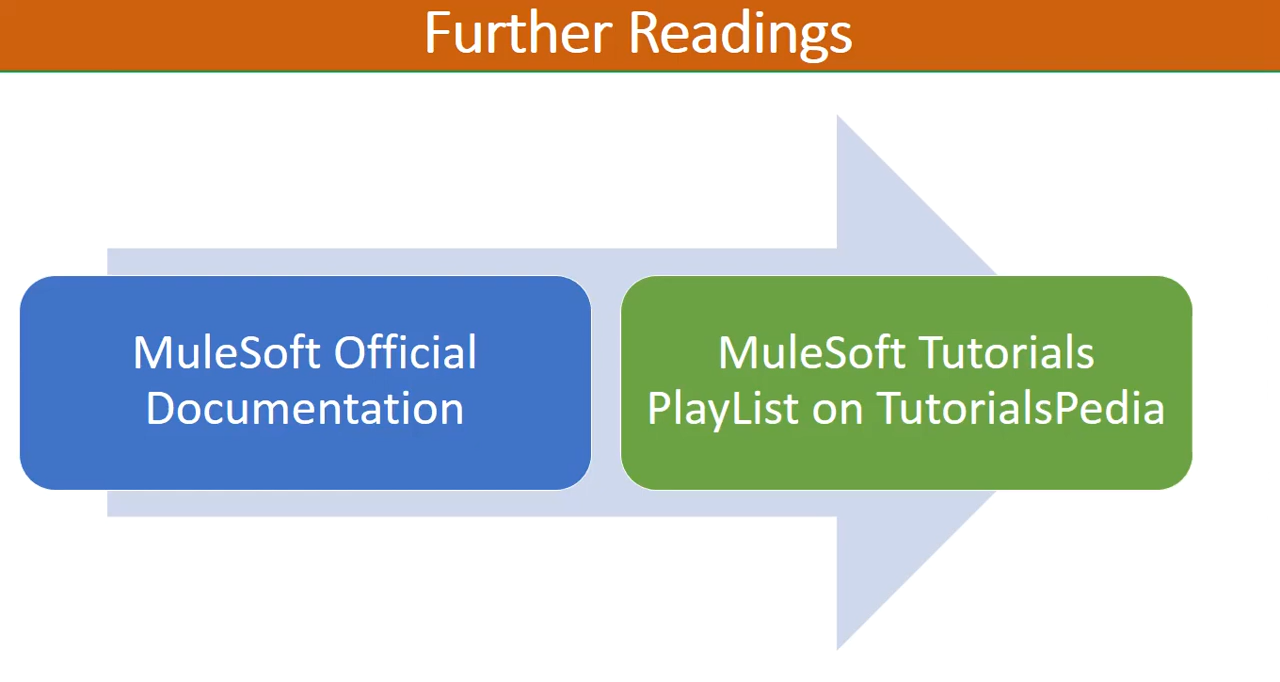 Further Readings
MuleSoft Official
Documentation
MuleSoft Tutorials
PlayList on TutorialsPedia